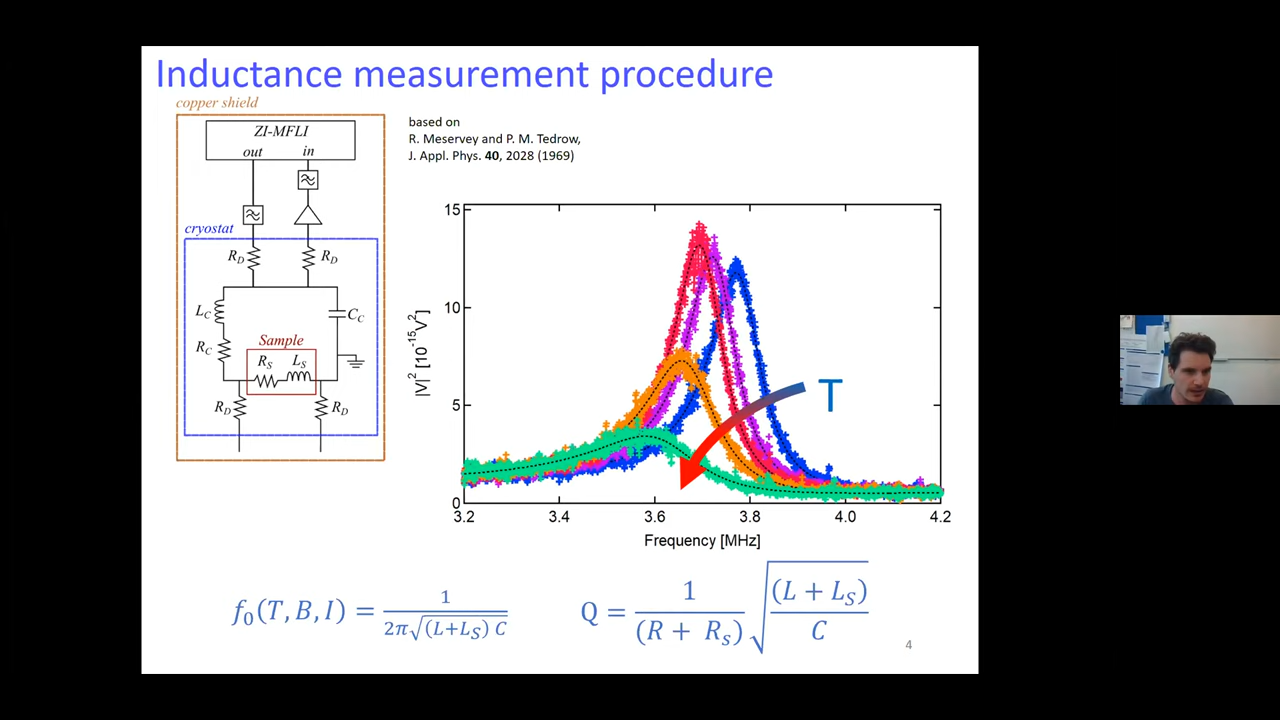 Inductance measurement procedure
copper shield
ZI-MFLI
out in
cryostat
R_D R_D
L_C C_C
R_C Sample
R_S L_S
R_D R_D
based on
R. Meservey and P. M. Tedrow,
J. Appl. Phys. 40, 2028 (1969)
|V|² [10⁻¹⁵V²]
15
10
5
0
T
3.2 3.4 3.6 3.8 4.0 4.2
Frequency [MHz]
f₀(T, B, I) = 1 / 2π√(L+L_S) C
Q = 1 / (R + R_s) √(L + L_S) / C
4